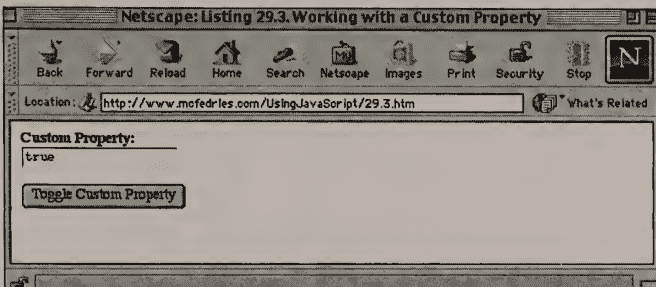 Netscape: Listing 29.3. Working with a Custom Property
Back Forward Reload Home Search Netscape Images Print Security Stop N
Location: http://www.mcfedries.com/UsingJavaScript/29.3.htm What's Related
Custom Property:
true
Toggle Custom Property